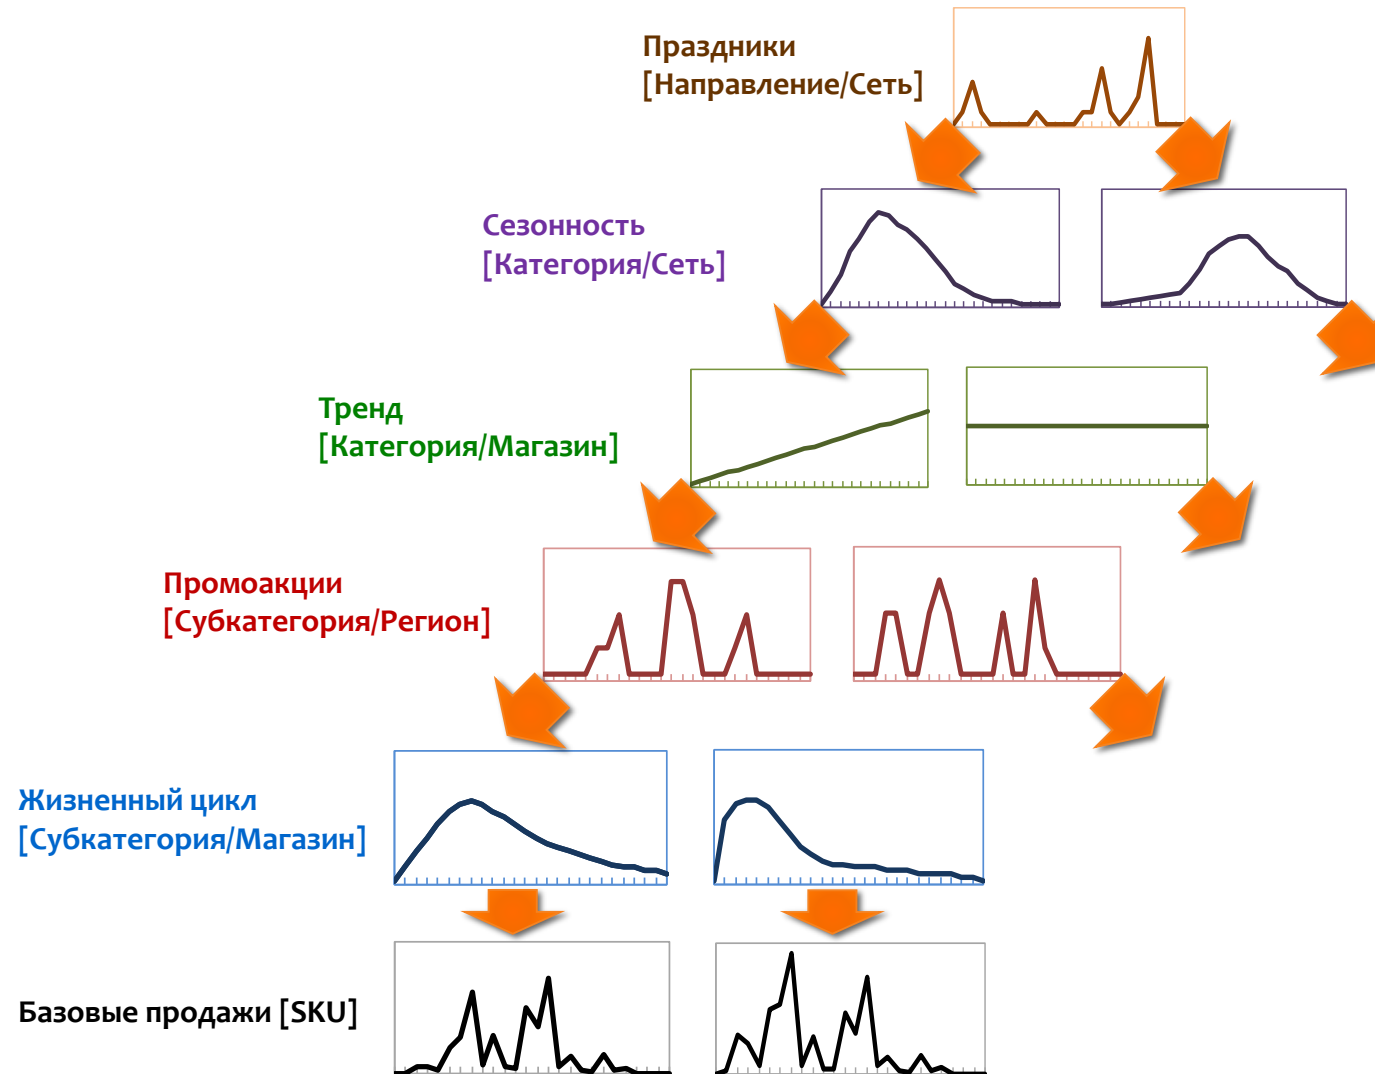 Праздники
[Направление/Сеть]
Сезонность
[Категория/Сеть]
Тренд
[Категория/Магазин]
Промоакции
[Субкатегория/Регион]
Жизненный цикл
[Субкатегория/Магазин]
Базовые продажи [SKU]